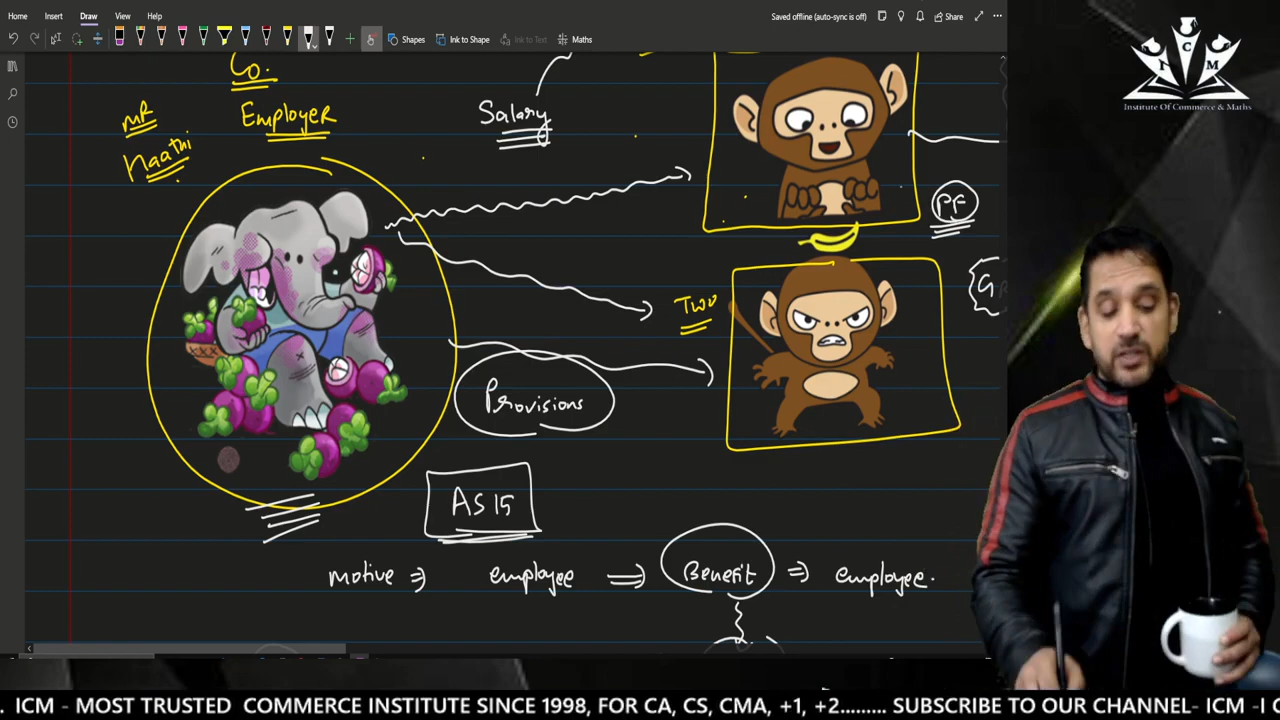 Home Insert Draw View Help
Saved offline (auto-sync is off) Share
Shapes Ink to Shape Ink to Text Maths
I C M
Institute Of Commerce & Maths
Co.
MR
Haathi
Employer
Salary
PF
Two
Provisions
AS 15
motive ⇒ employee ⇒ Benefit ⇒ employee.
. ICM - MOST TRUSTED COMMERCE INSTITUTE SINCE 1998, FOR CA, CS, CMA, +1, +2......... SUBSCRIBE TO OUR CHANNEL- ICM -I